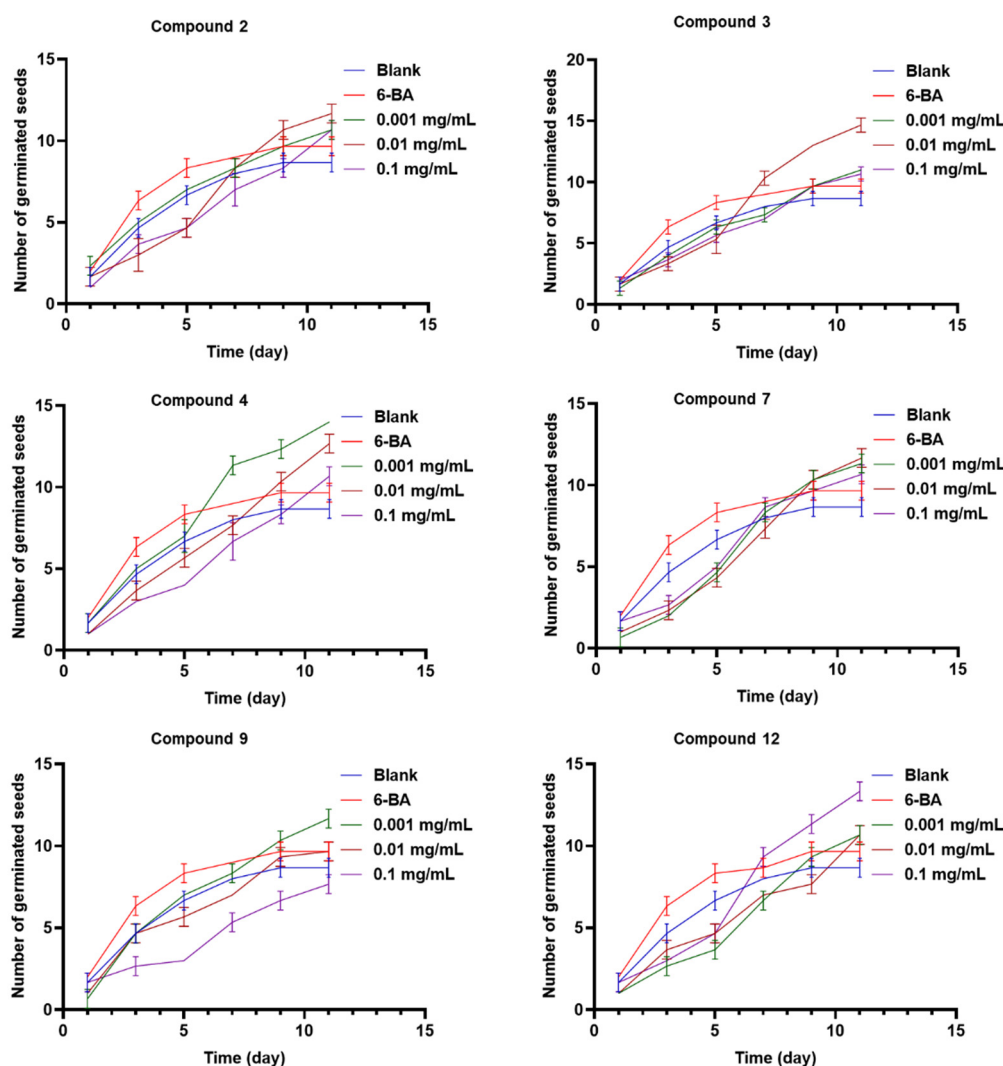 Compound 2
Number of germinated seeds
15
10
5
0
0
5
10
15
Time (day)
Blank
6-BA
0.001 mg/mL
0.01 mg/mL
0.1 mg/mL
Compound 3
Number of germinated seeds
20
15
10
5
0
0
5
10
15
Time (day)
Blank
6-BA
0.001 mg/mL
0.01 mg/mL
0.1 mg/mL
Compound 4
Number of germinated seeds
15
10
5
0
0
5
10
15
Time (day)
Blank
6-BA
0.001 mg/mL
0.01 mg/mL
0.1 mg/mL
Compound 7
Number of germinated seeds
15
10
5
0
0
5
10
15
Time (day)
Blank
6-BA
0.001 mg/mL
0.01 mg/mL
0.1 mg/mL
Compound 9
Number of germinated seeds
15
10
5
0
0
5
10
15
Time (day)
Blank
6-BA
0.001 mg/mL
0.01 mg/mL
0.1 mg/mL
Compound 12
Number of germinated seeds
15
10
5
0
0
5
10
15
Time (day)
Blank
6-BA
0.001 mg/mL
0.01 mg/mL
0.1 mg/mL